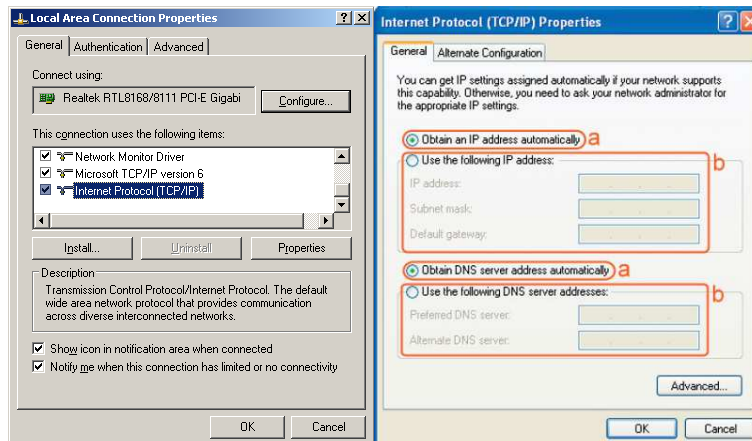 Local Area Connection Properties
General
Authentication
Advanced
Connect using:
Realtek RTL8168/8111 PCI-E Gigabi
Configure...
This connection uses the following items:
Network Monitor Driver
Microsoft TCP/IP version 6
Internet Protocol (TCP/IP)
Install...
Uninstall
Properties
Description
Transmission Control Protocol/Internet Protocol. The default
wide area network protocol that provides communication
across diverse interconnected networks.
Show icon in notification area when connected
Notify me when this connection has limited or no connectivity
OK
Cancel
Internet Protocol (TCP/IP) Properties
General
Alternate Configuration
You can get IP settings assigned automatically if your network supports
this capability. Otherwise, you need to ask your network administrator for
the appropriate IP settings.
Obtain an IP address automatically a
Use the following IP address: b
IP address:
Subnet mask:
Default gateway:
Obtain DNS server address automatically a
Use the following DNS server addresses: b
Preferred DNS server:
Alternate DNS server:
Advanced...
OK
Cancel